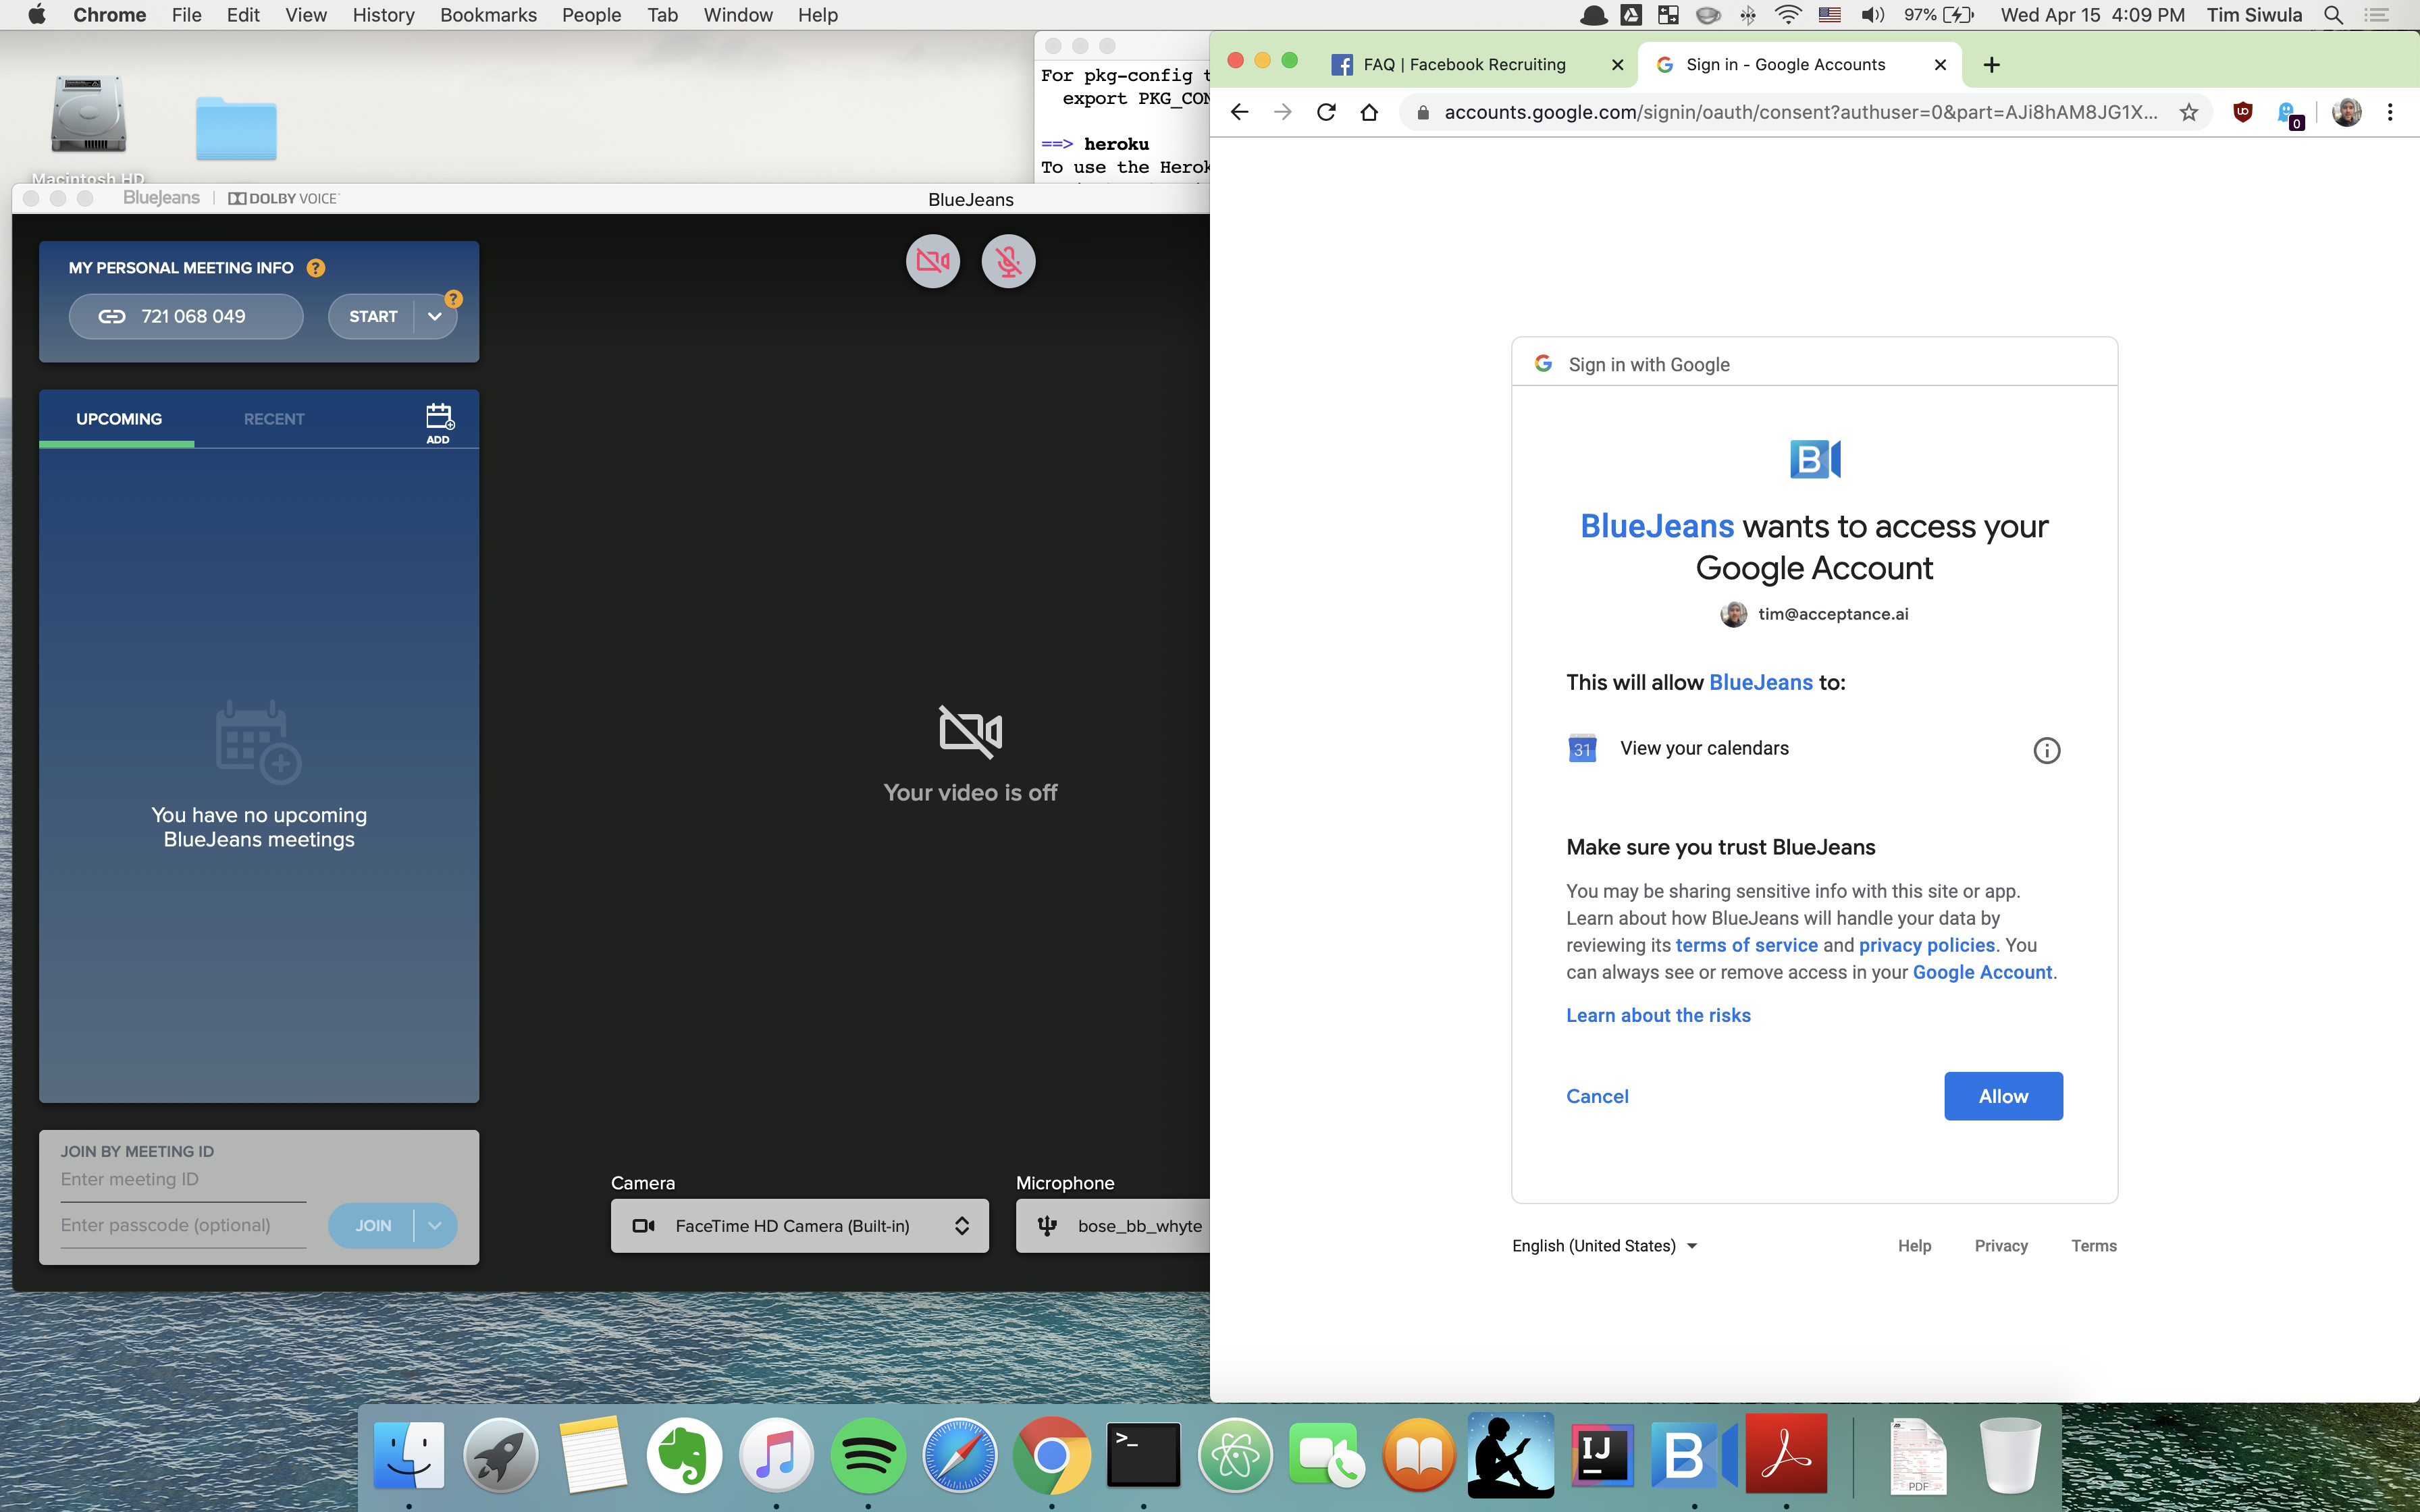 Chrome File Edit View History Bookmarks People Tab Window Help
97% Wed Apr 15 4:09 PM Tim Siwula
Macintosh HD
For pkg-config t
export PKG_CON
==> heroku
To use the Herok
BlueJeans | DOLBY VOICE
BlueJeans
MY PERSONAL MEETING INFO ?
721 068 049
START
?
UPCOMING
RECENT
ADD
You have no upcoming
BlueJeans meetings
JOIN BY MEETING ID
Enter meeting ID
Enter passcode (optional)
JOIN
Your video is off
Camera
FaceTime HD Camera (Built-in)
Microphone
bose_bb_whyte
FAQ | Facebook Recruiting
Sign in - Google Accounts
accounts.google.com/signin/oauth/consent?authuser=0&part=AJi8hAM8JG1X...
0
Sign in with Google
B
BlueJeans wants to access your
Google Account
tim@acceptance.ai
This will allow BlueJeans to:
31
View your calendars
Make sure you trust BlueJeans
You may be sharing sensitive info with this site or app.
Learn about how BlueJeans will handle your data by
reviewing its terms of service and privacy policies. You
can always see or remove access in your Google Account.
Learn about the risks
Cancel
Allow
English (United States)
Help
Privacy
Terms
>_
IJ
B
PDF